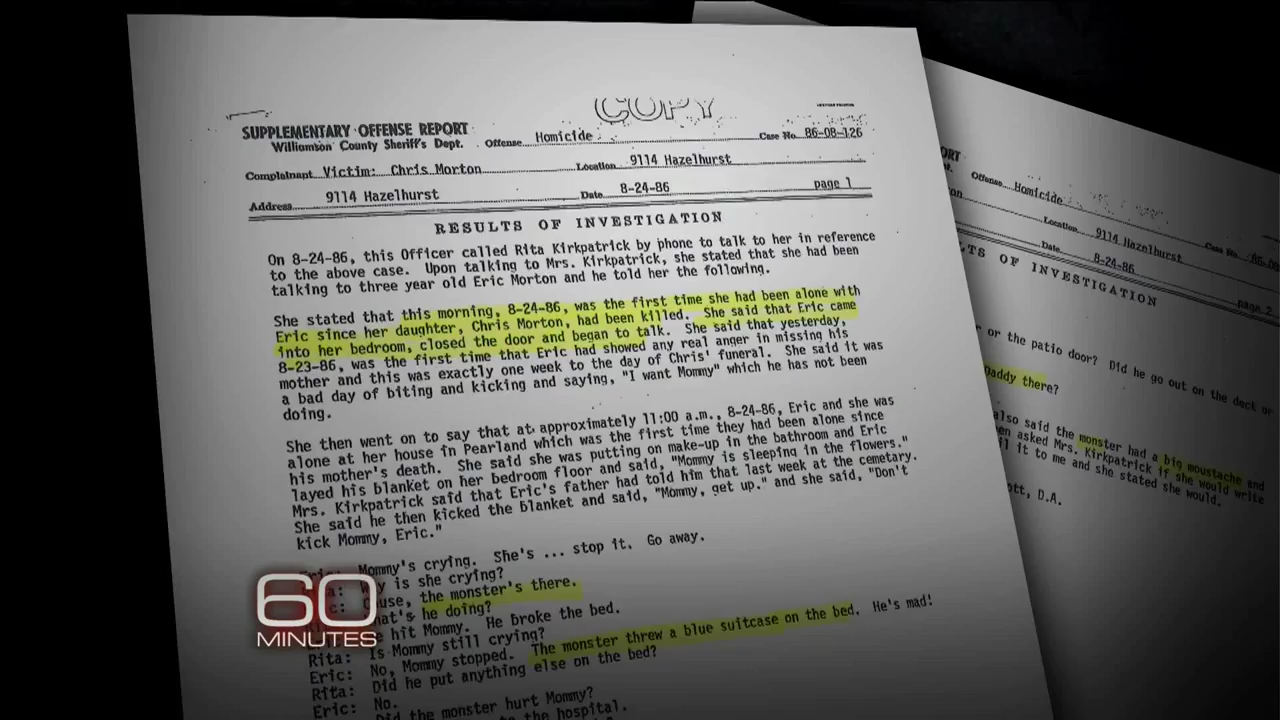 COPY
SUPPLEMENTARY OFFENSE REPORT
Williamson County Sheriff's Dept. Offense Homicide Case No. 86-08-126
Complainant Victim: Chris Morton Location 9114 Hazelhurst
Address 9114 Hazelhurst Date 8-24-86 page 1
RESULTS OF INVESTIGATION
On 8-24-86, this Officer called Rita Kirkpatrick by phone to talk to her in reference
to the above case. Upon talking to Mrs. Kirkpatrick, she stated that she had been
talking to three year old Eric Morton and he told her the following.
She stated that this morning, 8-24-86, was the first time she had been alone with
Eric since her daughter, Chris Morton, had been killed. She said that Eric came
into her bedroom, closed the door and began to talk. She said that yesterday,
8-23-86, was the first time that Eric had showed any real anger in missing his
mother and this was exactly one week to the day of Chris' funeral. She said it was
a bad day of biting and kicking and saying, "I want Mommy" which he has not been
doing.
She then went on to say that at approximately 11:00 a.m., 8-24-86, Eric and she was
alone at her house in Pearland which was the first time they had been alone since
his mother's death. She said she was putting on make-up in the bathroom and Eric
layed his blanket on her bedroom floor and said, "Mommy is sleeping in the flowers."
Mrs. Kirkpatrick said that Eric's father had told him that last week at the cemetary.
She said he then kicked the blanket and said, "Mommy, get up." and she said, "Don't
kick Mommy, Eric."
Mommy's crying. She's ... stop it. Go away.
is she crying?
the monster's there.
he doing?
hit Mommy. He broke the bed.
Rita: Is Mommy still crying?
Eric: No, Mommy stopped. The monster threw a blue suitcase on the bed. He's mad!
Rita: Did he put anything else on the bed?
Eric: No.
Did the monster hurt Mommy?
to the hospital.
60
MINUTES
ORT
Offense Homicide Case No.
Location 9114 Hazelhurst
Date 8-24-86 page 2
TS OF INVESTIGATION
or the patio door? Did he go out on the deck or
daddy there?
also said the monster had a big moustache and
asked Mrs. Kirkpatrick if she would write
it to me and she stated she would.
ott, D.A.